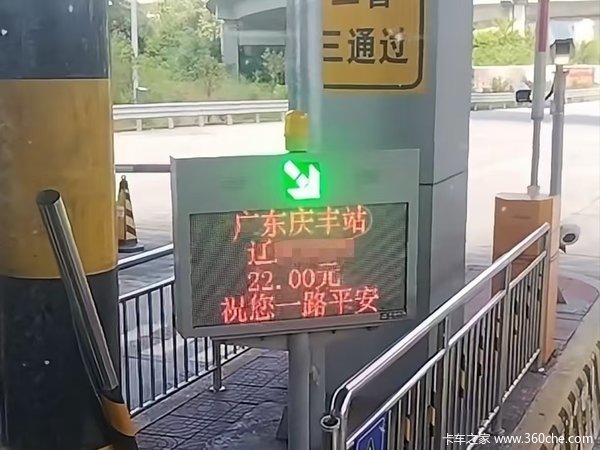 三通过
广东庆丰站
辽
22.00元
祝您一路平安
卡车之家 www.360che.com